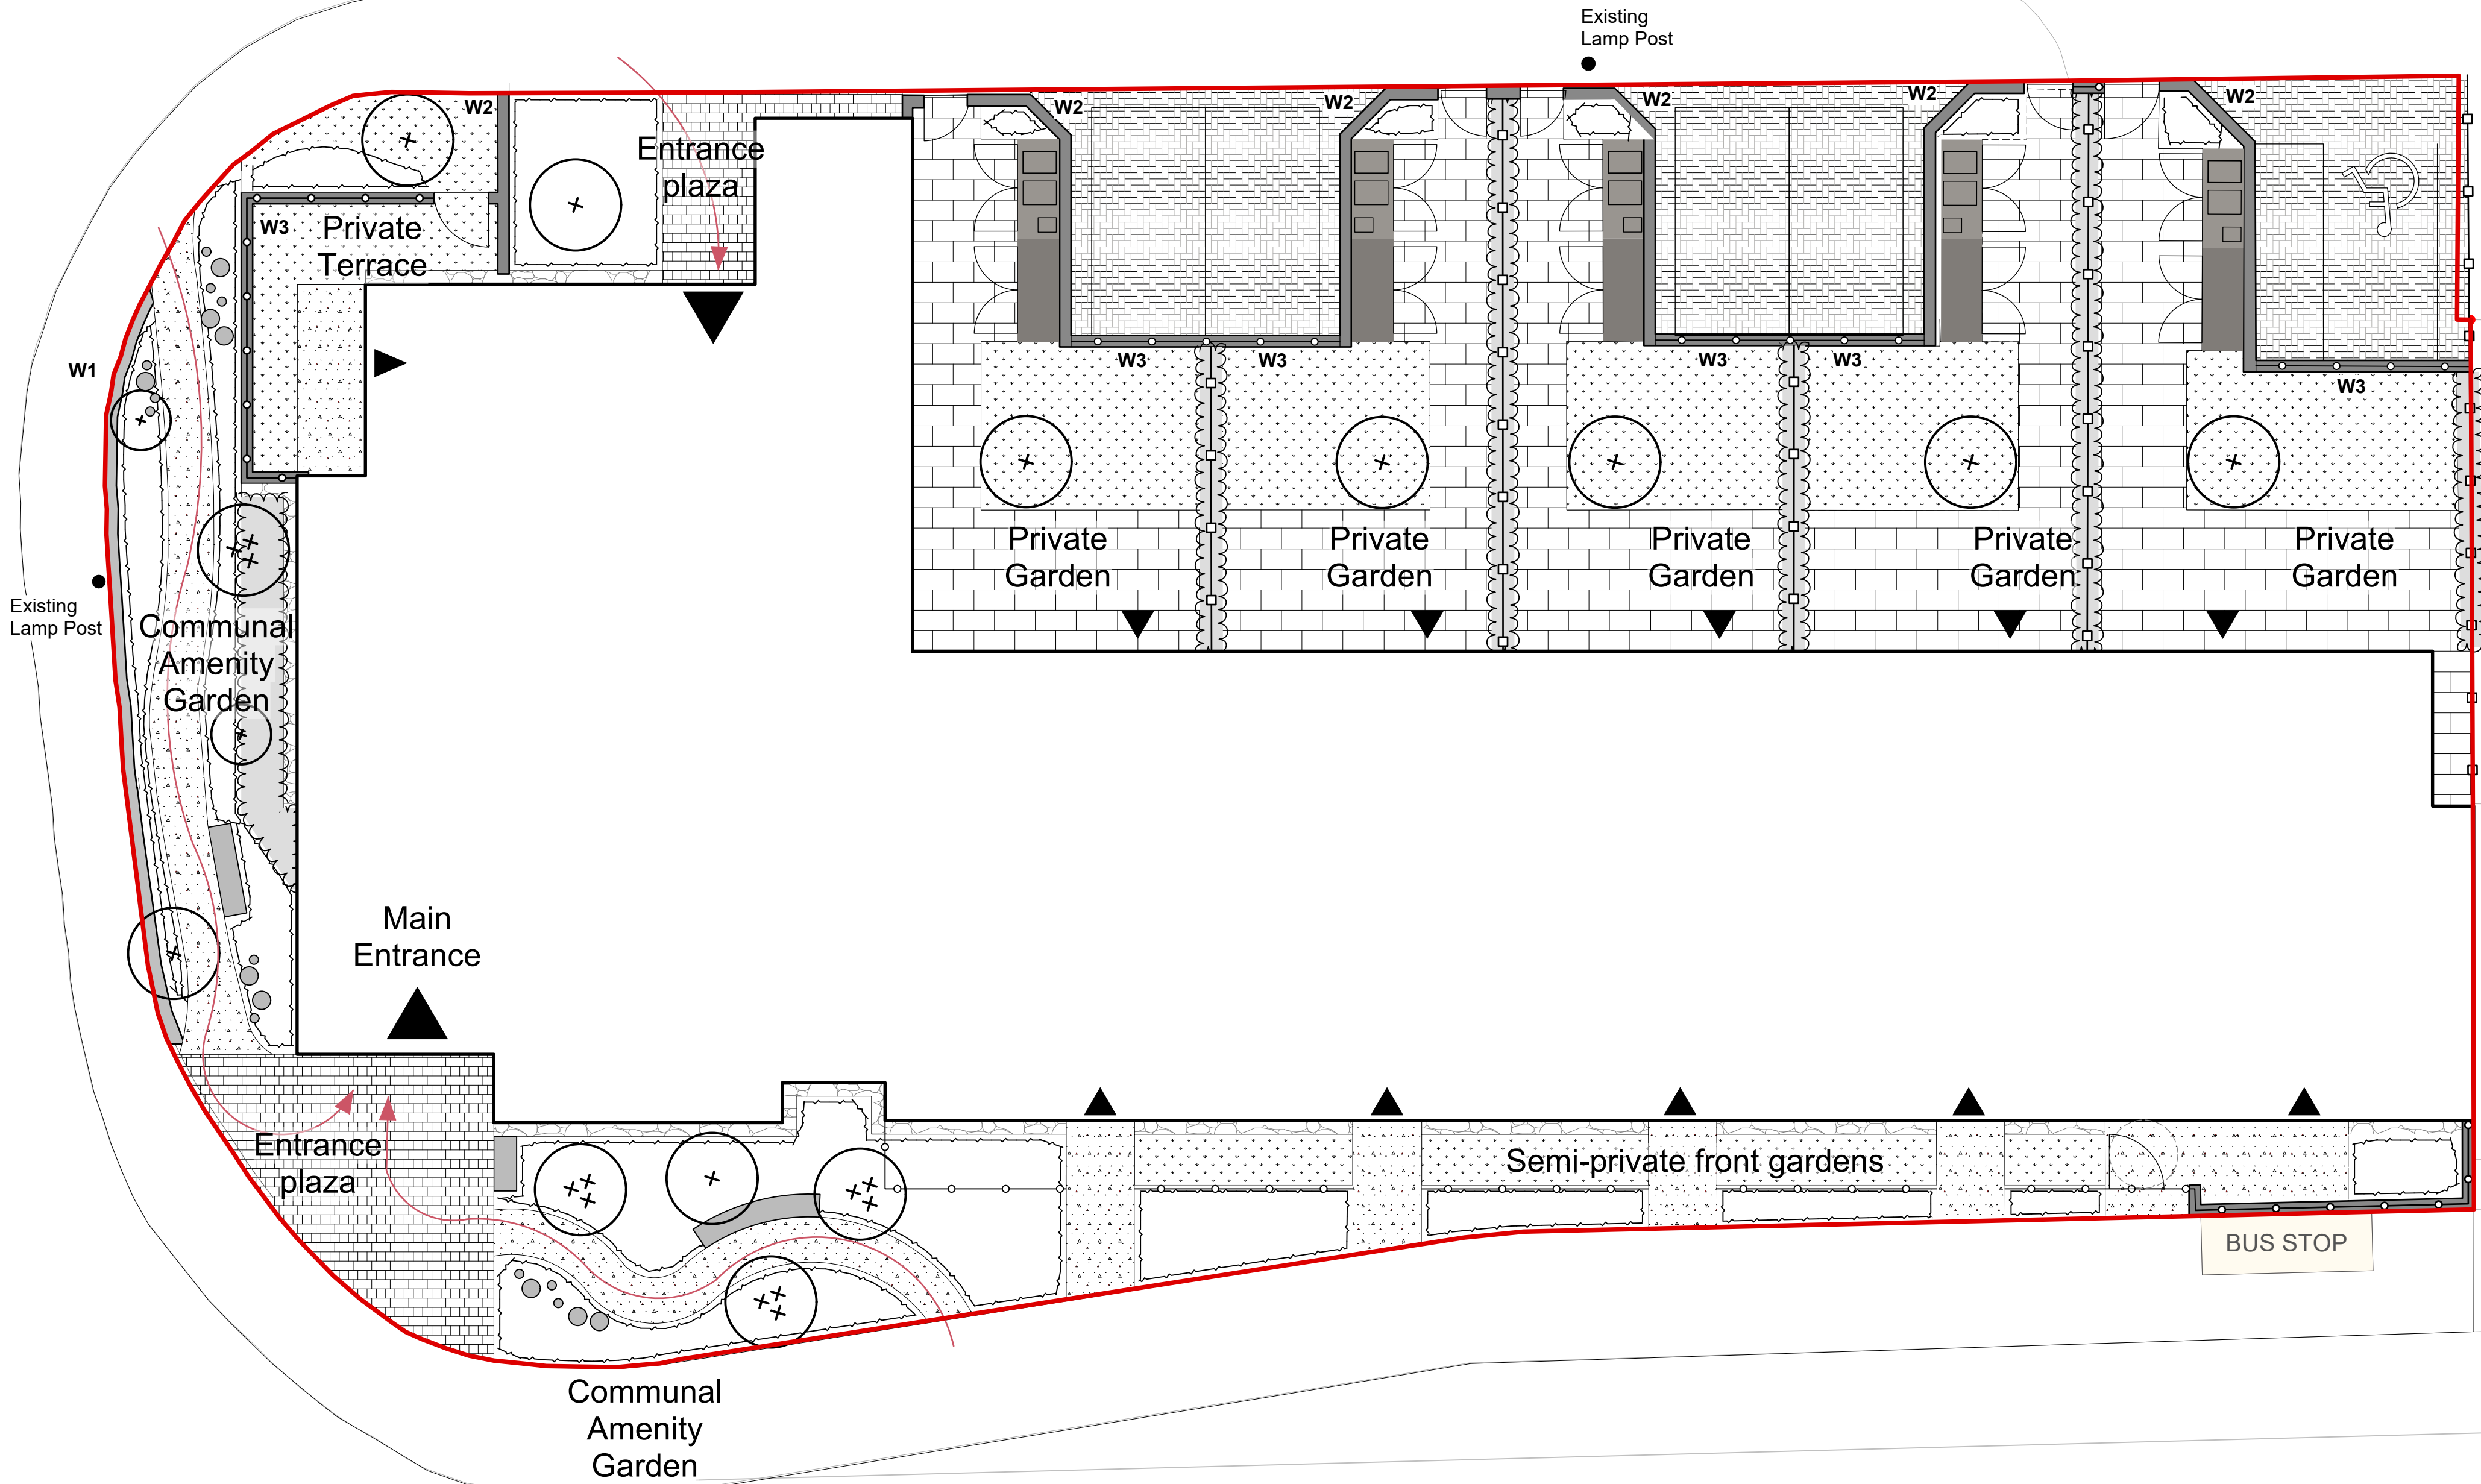 Existing
Lamp Post
W2
W2
W2
W2
W2
W2
Entrance
plaza
W3
Private
Terrace
W1
W3
W3
W3
W3
W3
Private
Garden
Private
Garden
Private
Garden
Private
Garden
Private
Garden
Existing
Lamp Post
Communal
Amenity
Garden
Main
Entrance
Entrance
plaza
Semi-private front gardens
BUS STOP
Communal
Amenity
Garden